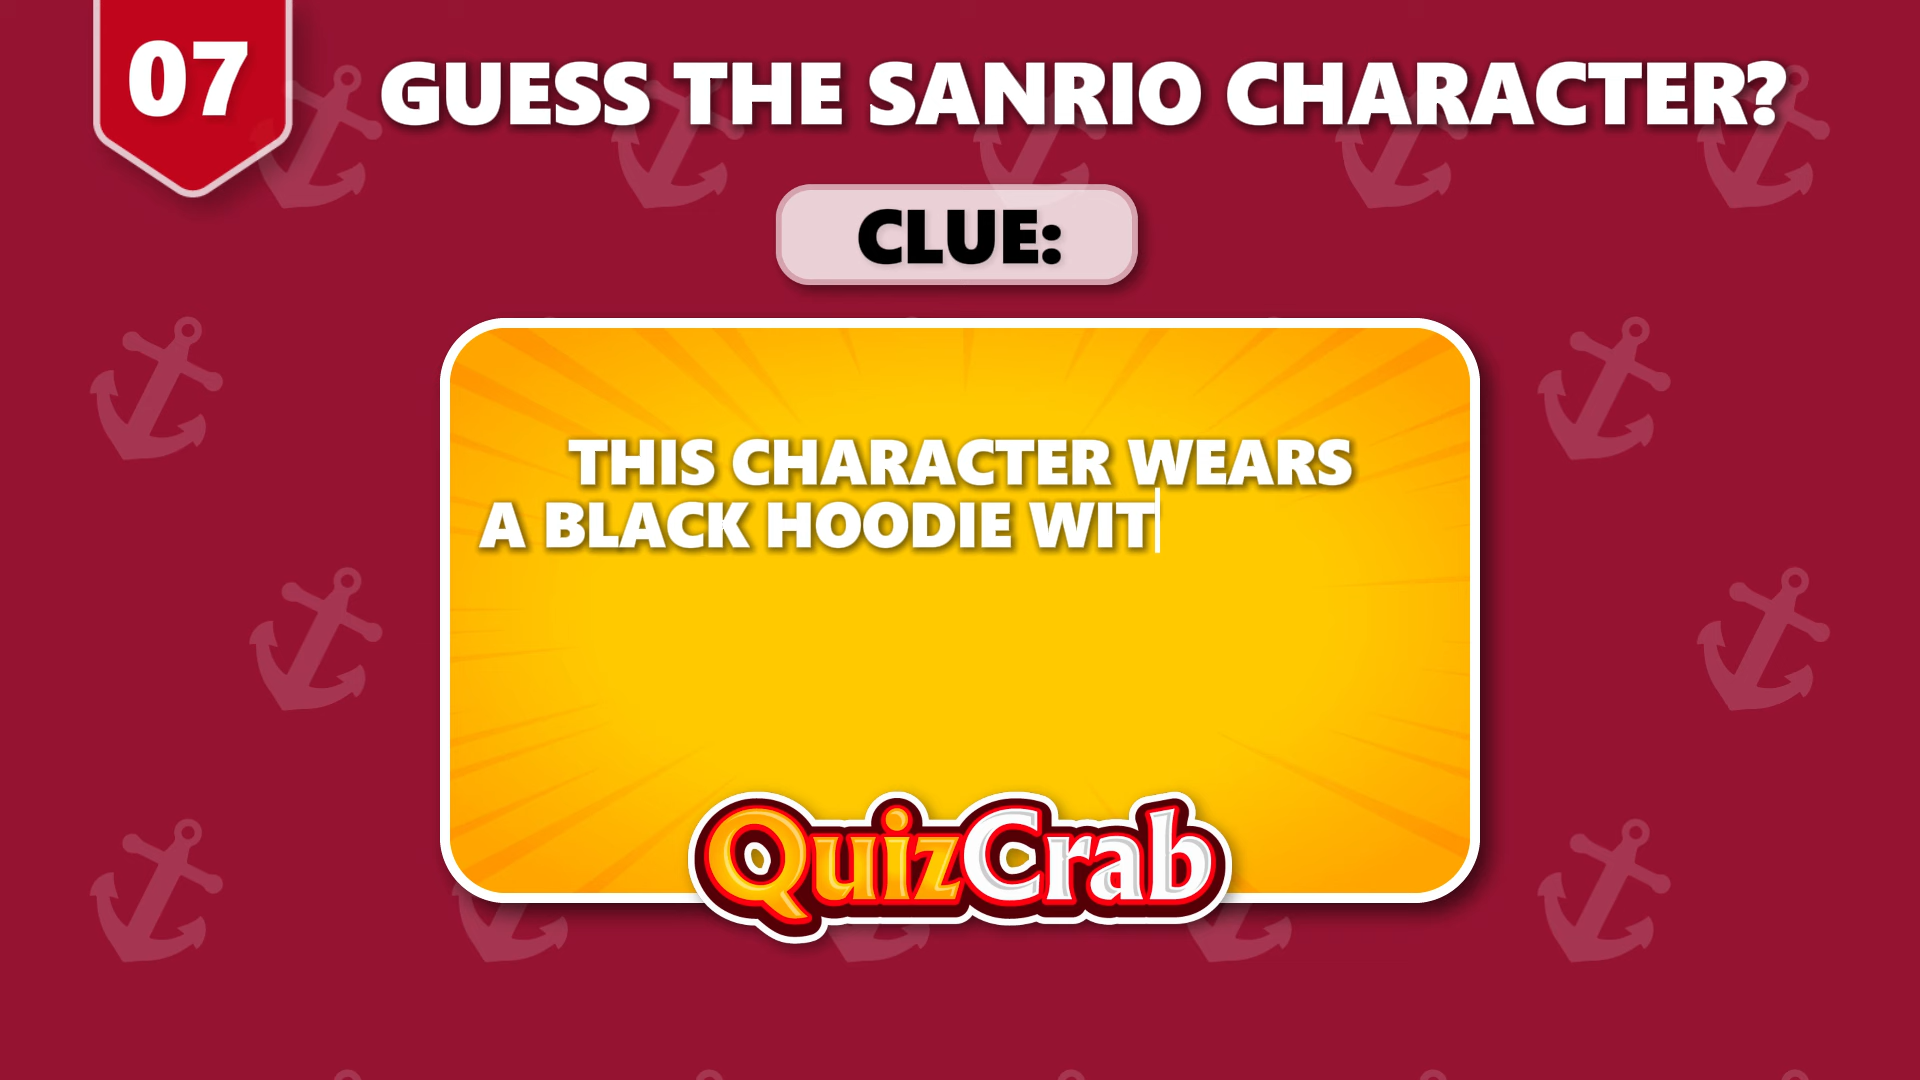 07
GUESS THE SANRIO CHARACTER?
CLUE:
THIS CHARACTER WEARS
A BLACK HOODIE WIT
QuizCrab